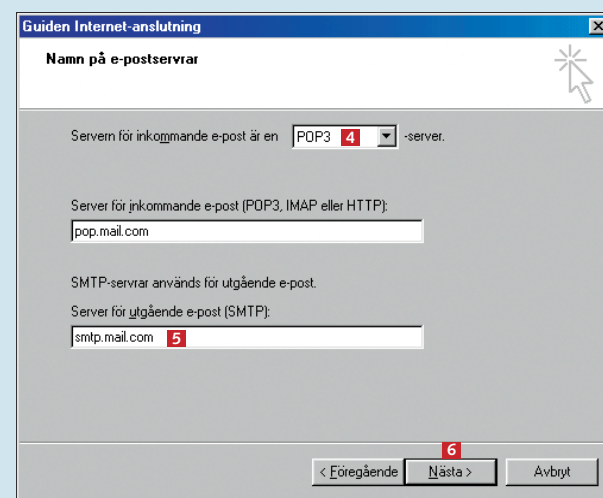 Guiden Internet-anslutning
Namn på e-postservrar
Servern för inkommande e-post är en POP3 4 -server.
Server för inkommande e-post (POP3, IMAP eller HTTP):
pop.mail.com
SMTP-servrar används för utgående e-post.
Server för utgående e-post (SMTP):
smtp.mail.com 5
6
< Föregående Nästa > Avbryt